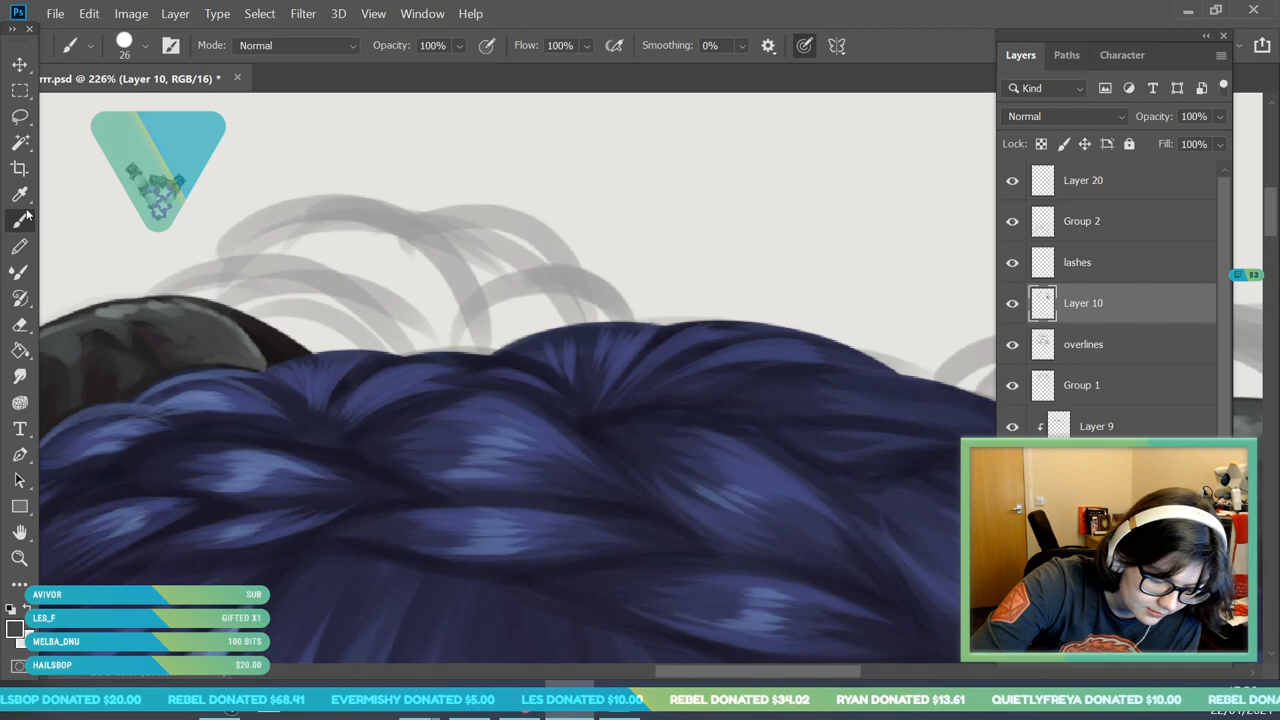 Ps File Edit Image Layer Type Select Filter 3D View Window Help
26 Mode: Normal Opacity: 100% Flow: 100% Smoothing: 0%
rrr.psd @ 226% (Layer 10, RGB/16) *
Layers Paths Character
Kind
Normal Opacity: 100%
Lock: Fill: 100%
Layer 20
Group 2
lashes
53
Layer 10
overlines
Group 1
Layer 9
AVIVOR SUB
LES_F GIFTED X1
MELBA_DNU 100 BITS
HAILSBOP $20.00
LSBOP DONATED $20.00 REBEL DONATED $68.41 EVERMISHY DONATED $5.00 LES DONATED $10.00 REBEL DONATED $34.02 RYAN DONATED $13.61 QUIETLYFREYA DONATED $10.00 REBEL DONATED